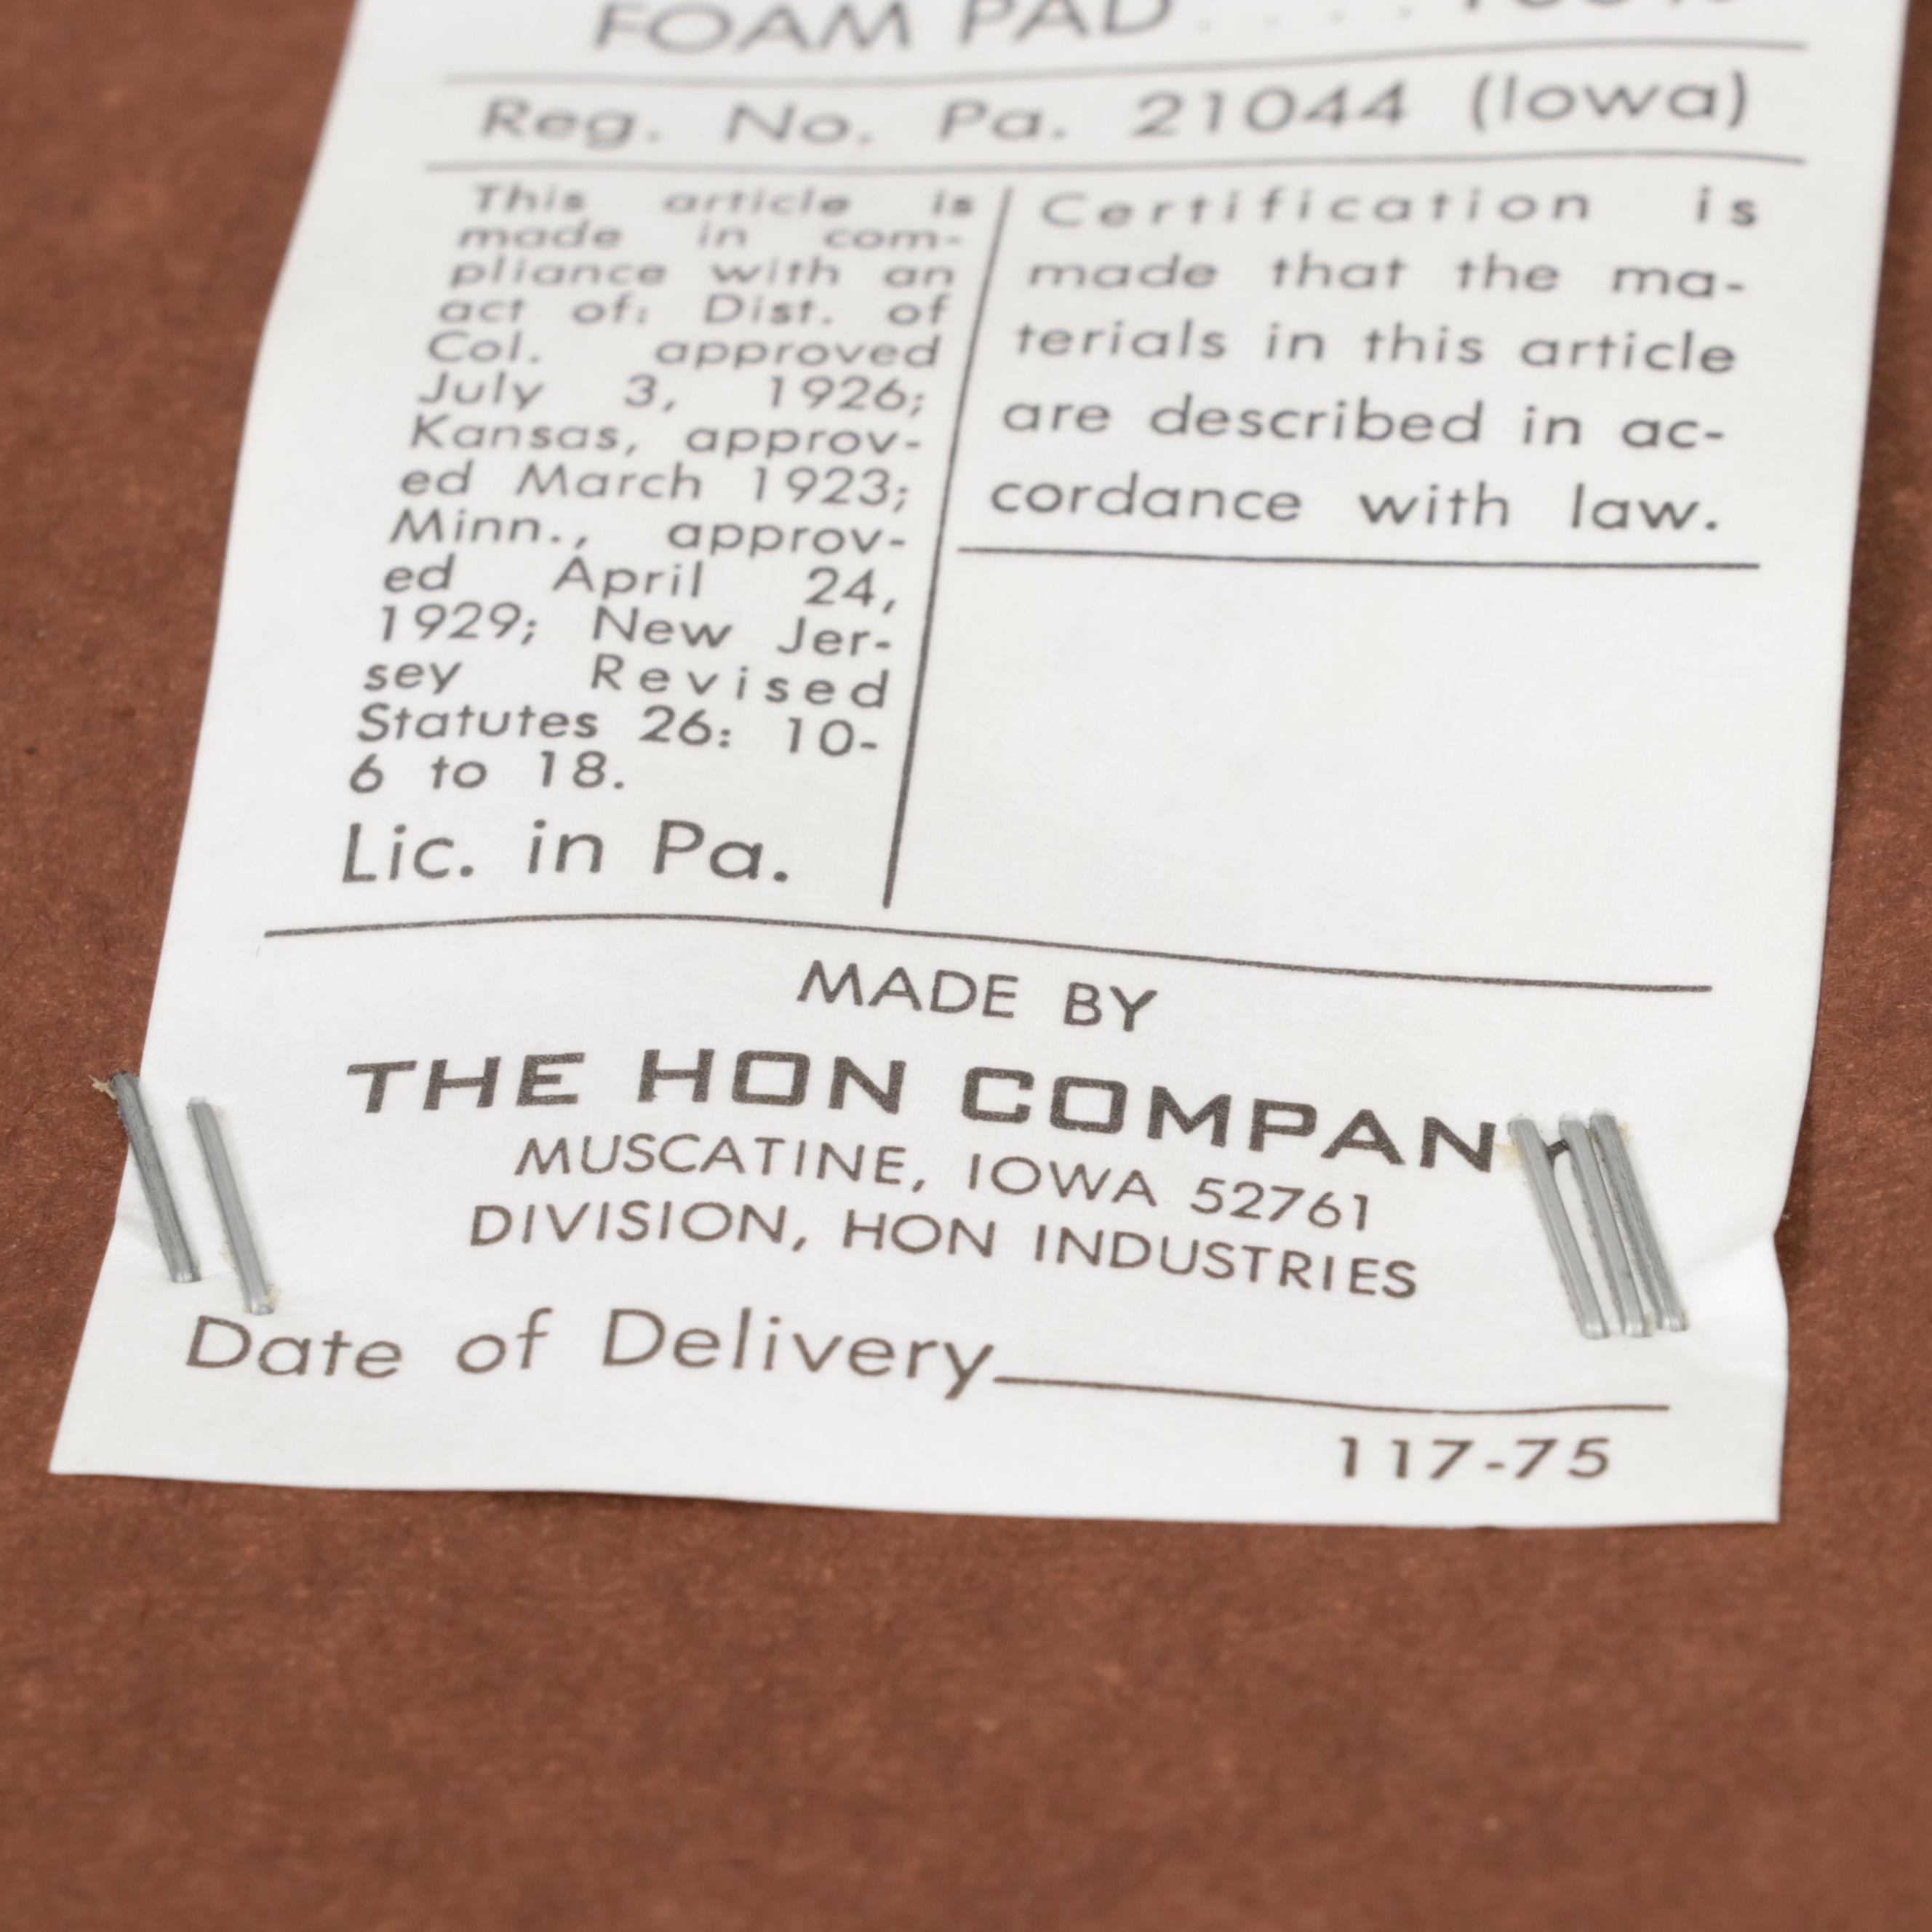 FOAM PAD . . . . 100%
Reg. No. Pa. 21044 (Iowa)
This article is
made in com-
pliance with an
act of: Dist. of
Col. approved
July 3, 1926;
Kansas, approv-
ed March 1923;
Minn., approv-
ed April 24,
1929; New Jer-
sey Revised
Statutes 26: 10-
6 to 18.
Lic. in Pa.
Certification is
made that the ma-
terials in this article
are described in ac-
cordance with law.
MADE BY
THE HON COMPANY
MUSCATINE, IOWA 52761
DIVISION, HON INDUSTRIES
Date of Delivery
117-75